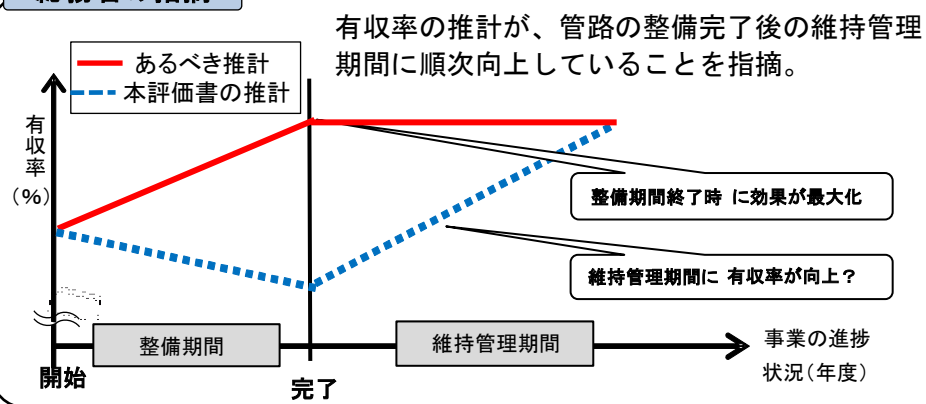 有収率の推計が、管路の整備完了後の維持管理
期間に順次向上していることを指摘。
あるべき推計
本評価書の推計
有収率
(%)
整備期間終了時 に効果が最大化
維持管理期間に 有収率が向上？
整備期間
維持管理期間
事業の進捗
状況(年度)
開始
完了